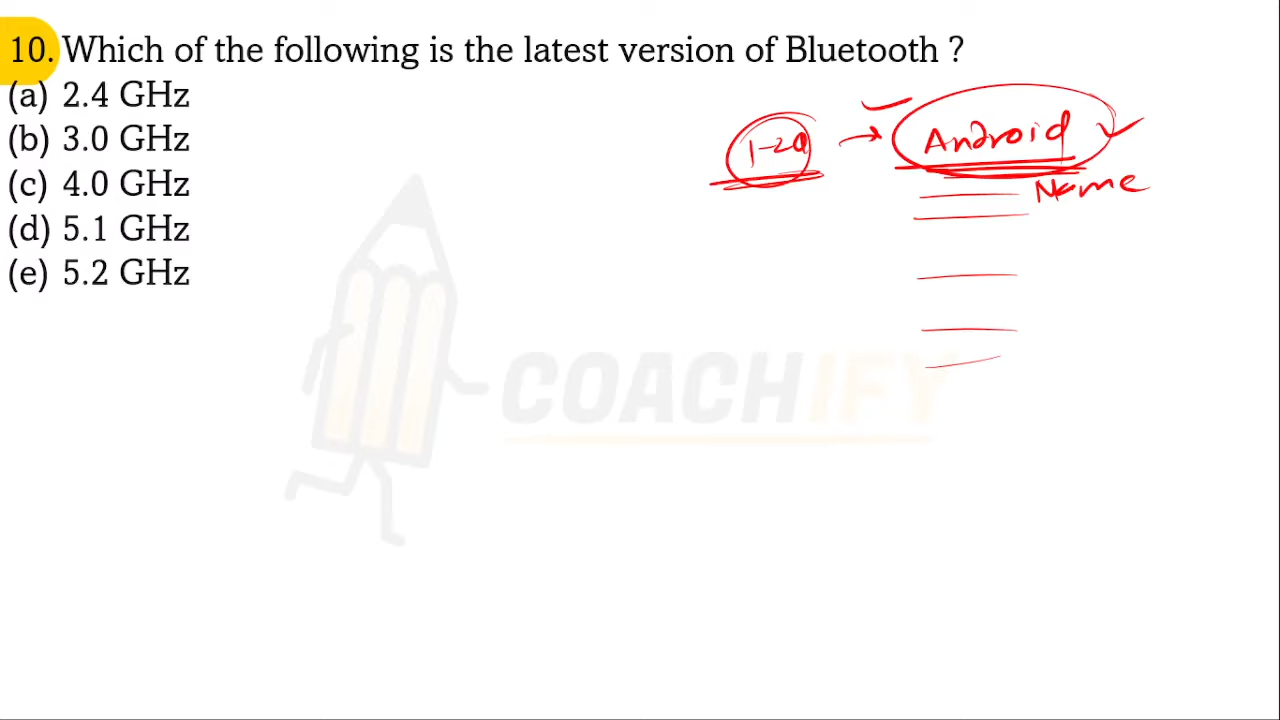 10. Which of the following is the latest version of Bluetooth ?
(a) 2.4 GHz
(b) 3.0 GHz
(c) 4.0 GHz
(d) 5.1 GHz
(e) 5.2 GHz
Android
Name
COACHIFY